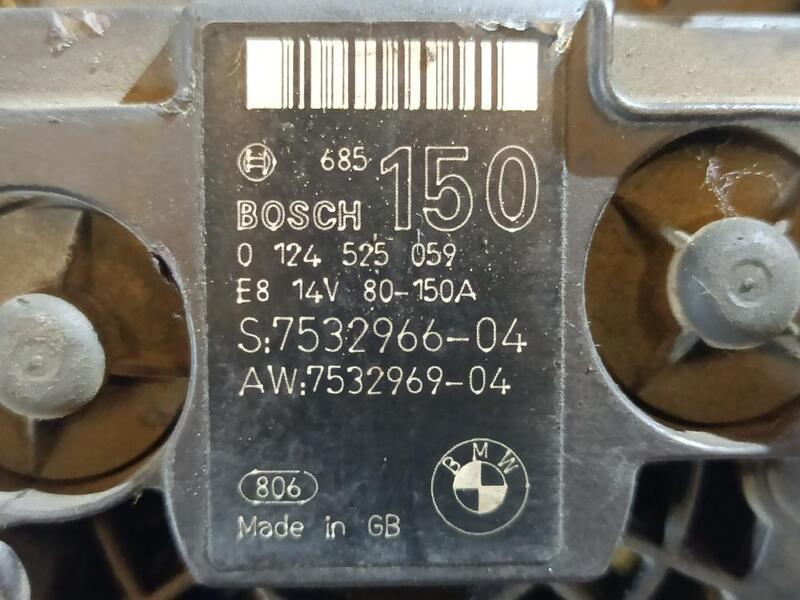 685 150
BOSCH
0 124 525 059
E8 14V 80-150A
S:7532966-04
AW:7532969-04
806
BMW
Made in GB